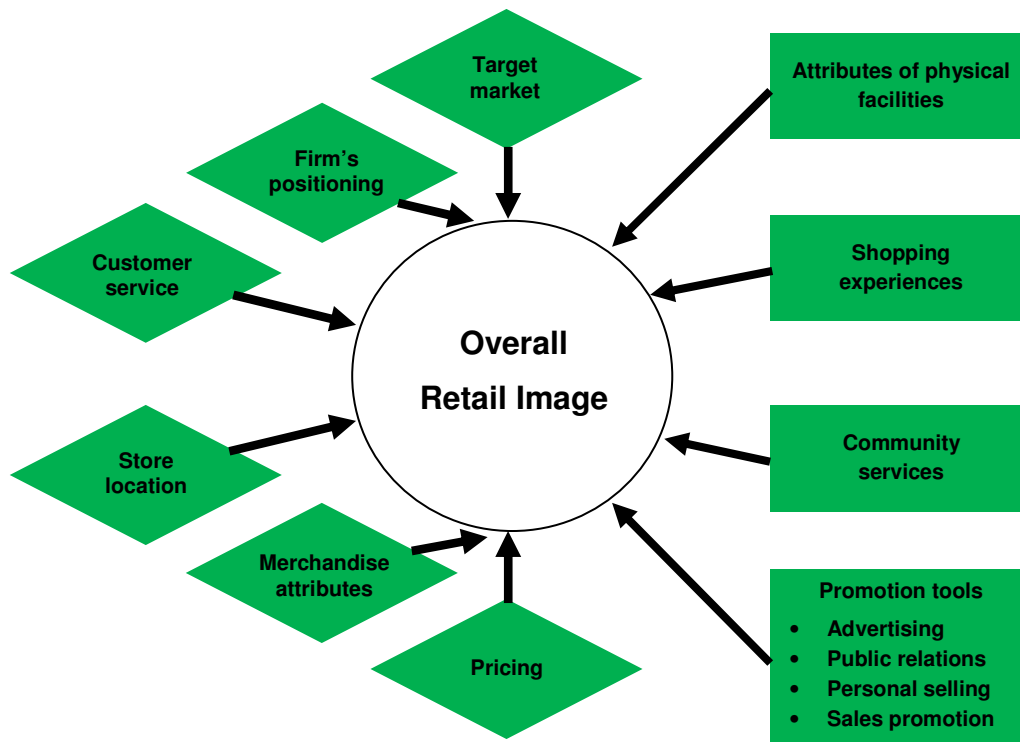 Target
market
Firm's
positioning
Customer
service
Store
location
Merchandise
attributes
Pricing
Overall
Retail Image
Attributes of physical
facilities
Shopping
experiences
Community
services
Promotion tools
• Advertising
• Public relations
• Personal selling
• Sales promotion